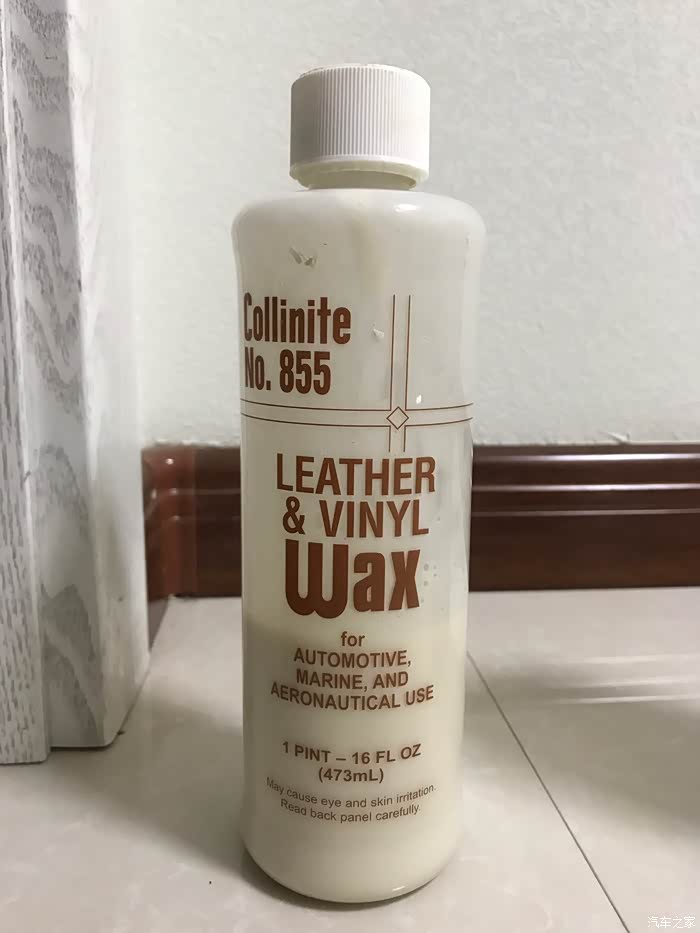 Collinite
No. 855
LEATHER
& VINYL
Wax
for
AUTOMOTIVE,
MARINE, AND
AERONAUTICAL USE
1 PINT – 16 FL OZ
(473mL)
May cause eye and skin irritation.
Read back panel carefully.
汽车之家